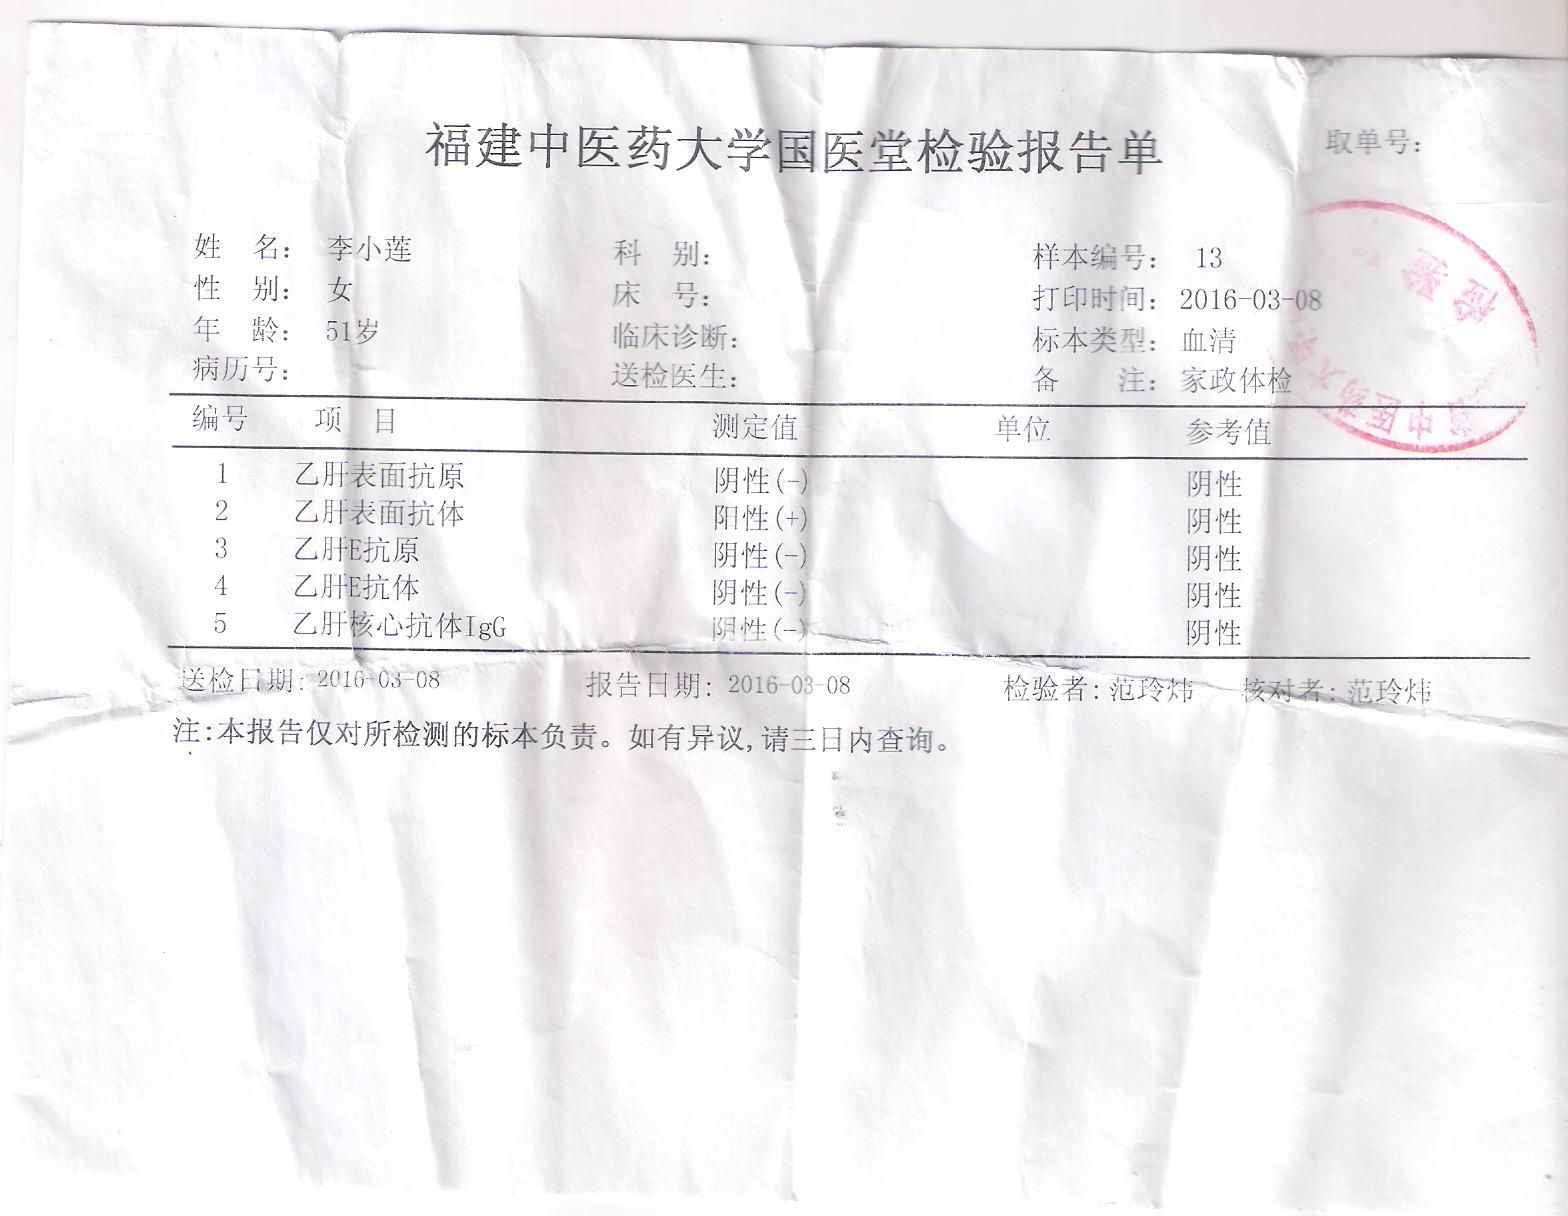 福建中医药大学国医堂检验报告单 取单号:
姓 名: 李小莲 科 别: 样本编号: 13
性 别: 女 床 号: 打印时间: 2016-03-08
年 龄: 51岁 临床诊断: 标本类型: 血清
病历号: 送检医生: 备 注: 家政体检
编号 项 目 测定值 单位 参考值
1 乙肝表面抗原 阴性(-) 阴性
2 乙肝表面抗体 阳性(+) 阴性
3 乙肝E抗原 阴性(-) 阴性
4 乙肝E抗体 阴性(-) 阴性
5 乙肝核心抗体IgG 阴性(-) 阴性
送检日期: 2016-03-08 报告日期: 2016-03-08 检验者: 范玲炜 核对者: 范玲炜
注:本报告仅对所检测的标本负责。如有异议,请三日内查询。
检验
中医药大